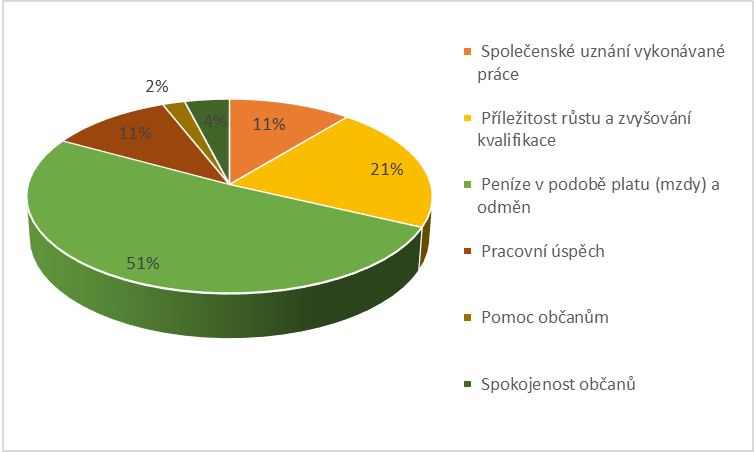 2%
4%
11%
11%
21%
51%
Společenské uznání vykonávané
práce
Příležitost růstu a zvyšování
kvalifikace
Peníze v podobě platu (mzdy) a
odměn
Pracovní úspěch
Pomoc občanům
Spokojenost občanů